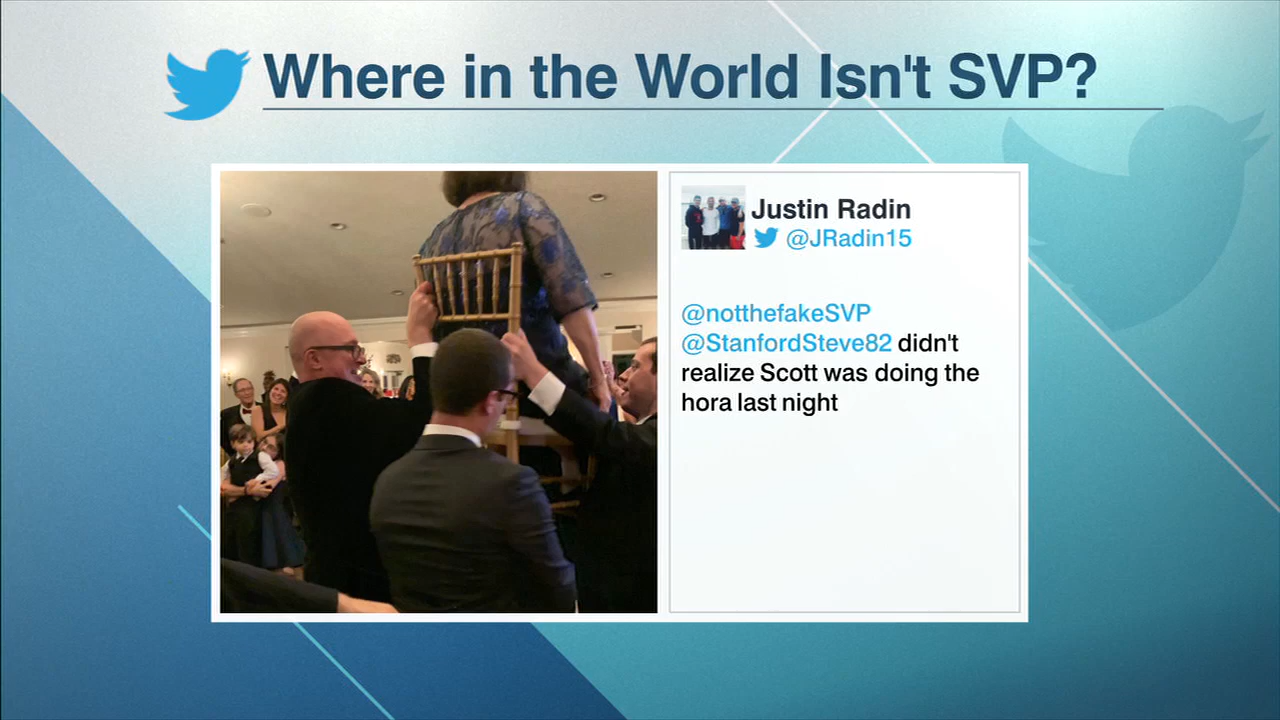 Where in the World Isn't SVP?
Justin Radin
@JRadin15
@notthefakeSVP
@StanfordSteve82 didn't
realize Scott was doing the
hora last night